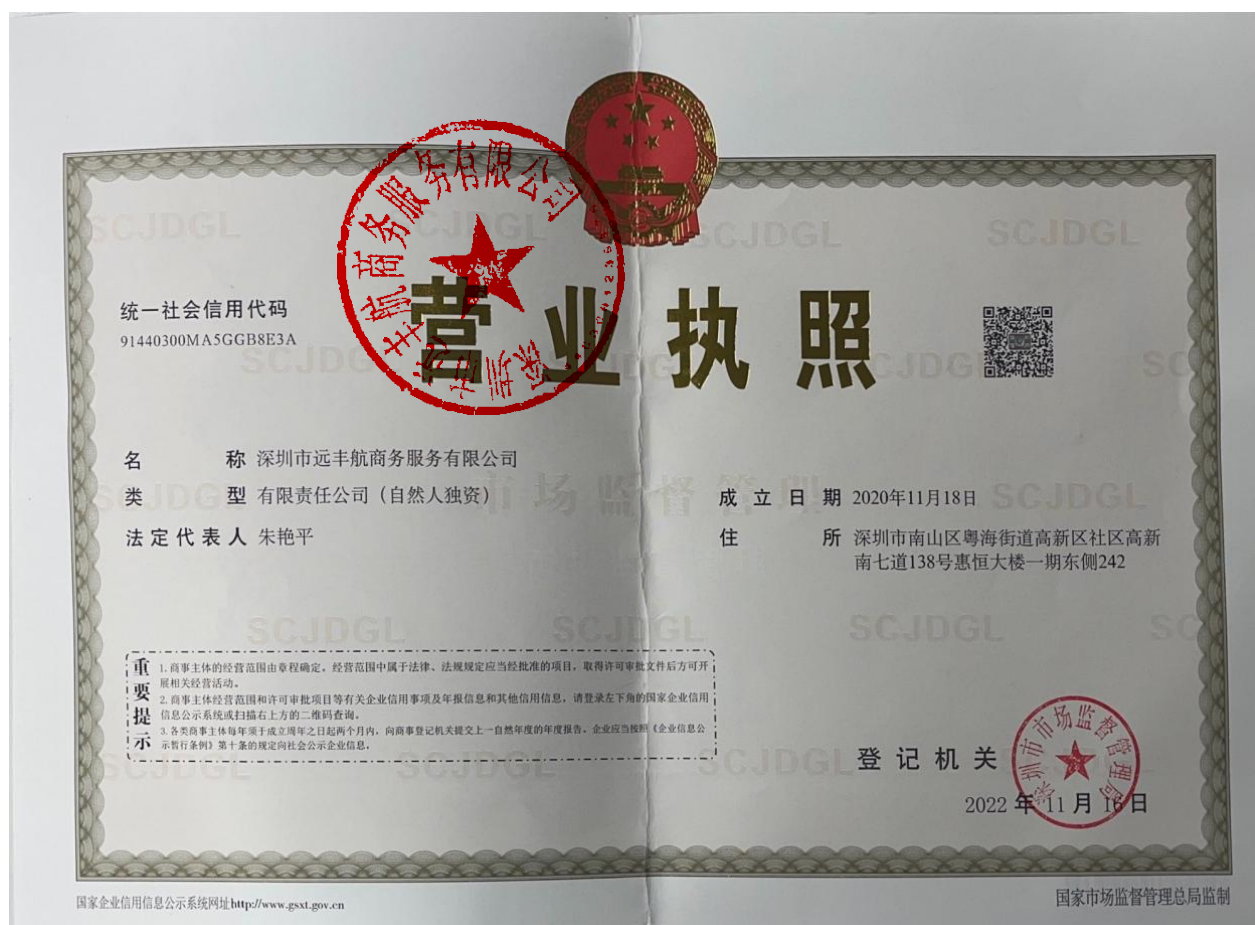 营业执照
统一社会信用代码
91440300MA5GGB8E3A
名称 深圳市远丰航商务服务有限公司
类型 有限责任公司（自然人独资）
法定代表人 朱艳平
成立日期 2020年11月18日
住所 深圳市南山区粤海街道高新区社区高新
南七道138号惠恒大楼一期东侧242
重要提示
1.商事主体的经营范围由章程确定。经营范围中属于法律、法规规定应当经批准的项目，取得许可审批文件后方可开
展相关经营活动。
2.商事主体经营范围和许可审批项目等有关企业信用事项及年报信息和其他信用信息，请登录左下角的国家企业信用
信息公示系统或扫描右上方的二维码查询。
3.各类商事主体每年须于成立周年之日起两个月内，向商事登记机关提交上一自然年度的年度报告。企业应当按照《企业信息公
示暂行条例》第十条的规定向社会公示企业信息。
登记机关
2022年11月16日
深圳市远丰航商务服务有限公司
深圳市市场监督管理局
SCJDGL
市场监督管理
国家企业信用信息公示系统网址http://www.gsxt.gov.cn
国家市场监督管理总局监制